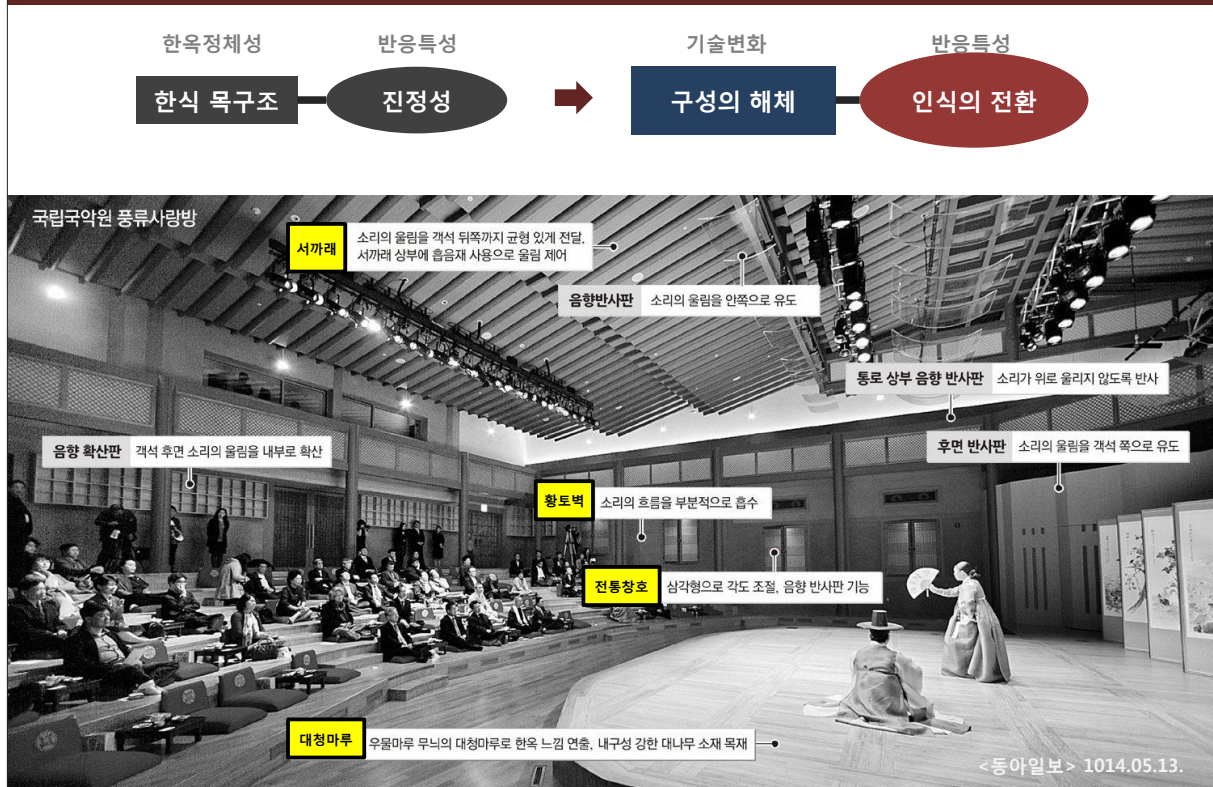 한옥정체성 반응특성 기술변화 반응특성
한식 목구조 진정성 구성의 해체 인식의 전환
국립국악원 풍류사랑방
서까래 소리의 울림을 객석 뒤쪽까지 균형 있게 전달.
서까래 상부에 흡음재 사용으로 울림 제어
음향반사판 소리의 울림을 안쪽으로 유도
통로 상부 음향 반사판 소리가 위로 울리지 않도록 반사
음향 확산판 객석 후면 소리의 울림을 내부로 확산
후면 반사판 소리의 울림을 객석 쪽으로 유도
황토벽 소리의 흐름을 부분적으로 흡수
전통창호 삼각형으로 각도 조절, 음향 반사판 기능
대청마루 우물마루 무늬의 대청마루로 한옥 느낌 연출, 내구성 강한 대나무 소재 목재
<동아일보> 1014.05.13.